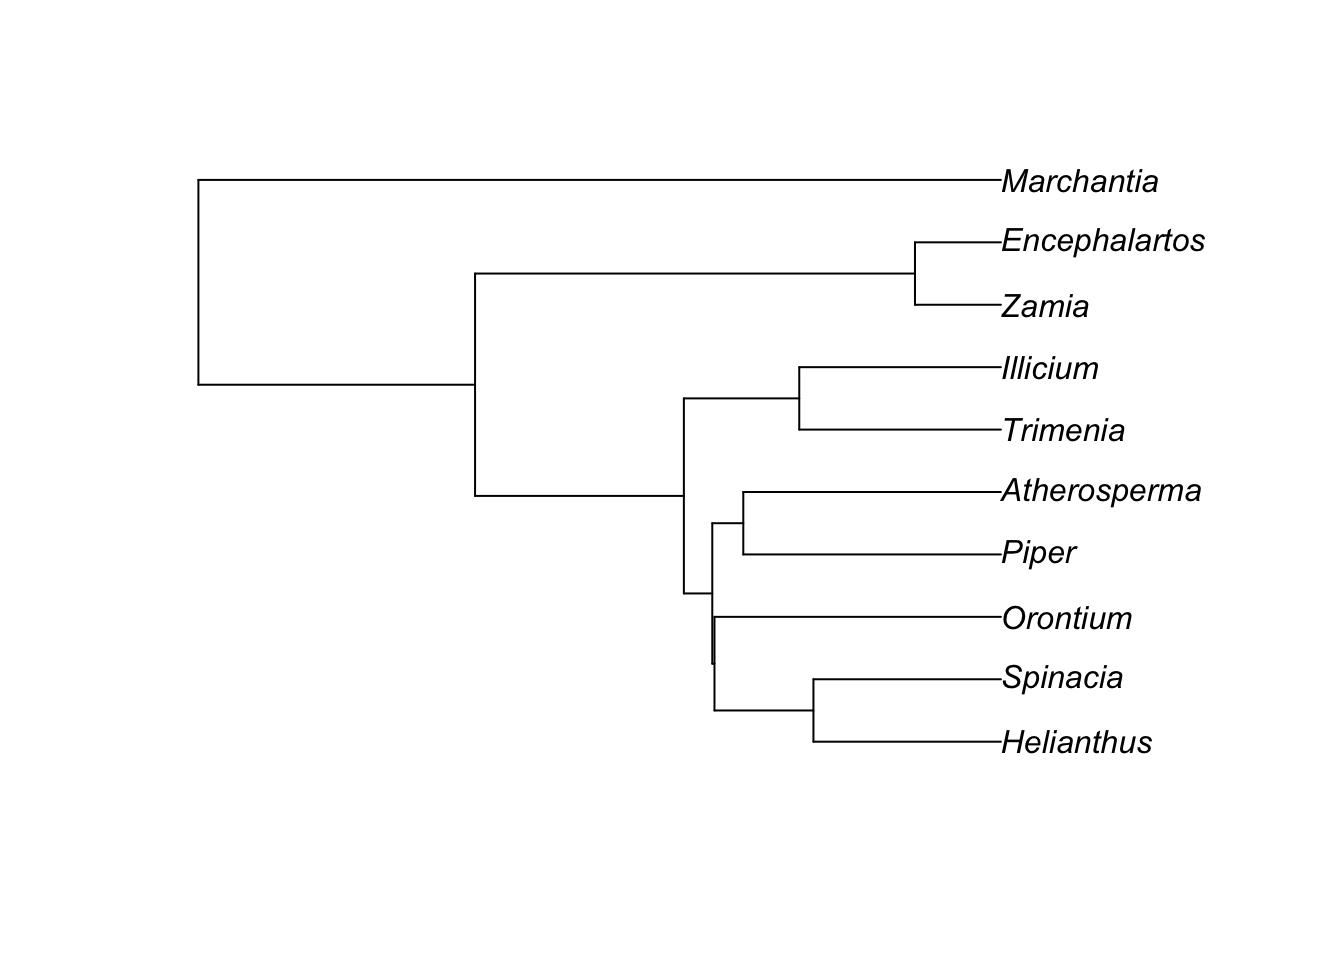 Marchantia
Encephalartos
Zamia
Illicium
Trimenia
Atherosperma
Piper
Orontium
Spinacia
Helianthus